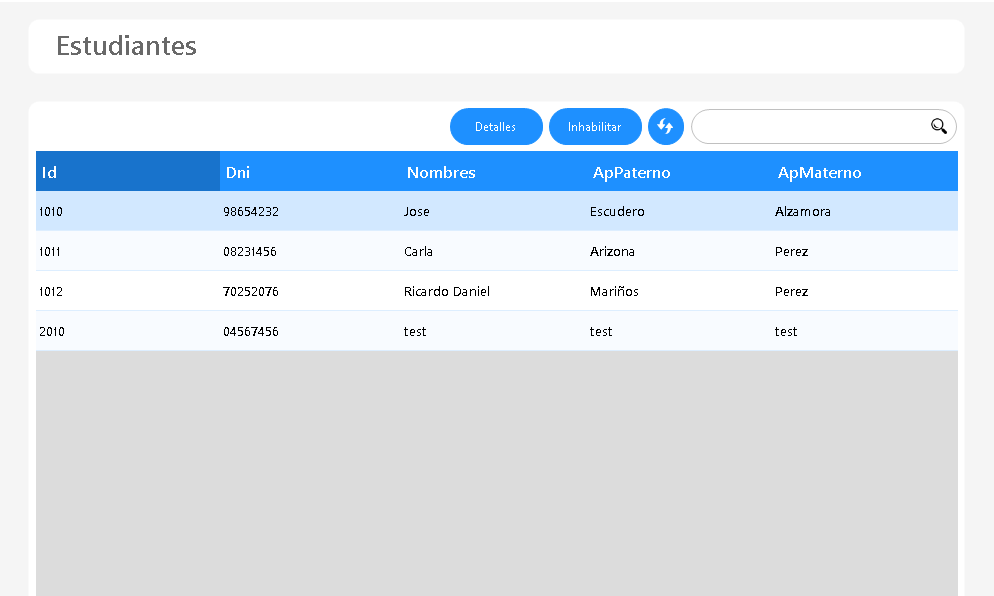 Estudiantes
Detalles Inhabilitar
Id Dni Nombres ApPaterno ApMaterno
1010 98654232 Jose Escudero Alzamora
1011 08231456 Carla Arizona Perez
1012 70252076 Ricardo Daniel Mariños Perez
2010 04567456 test test test